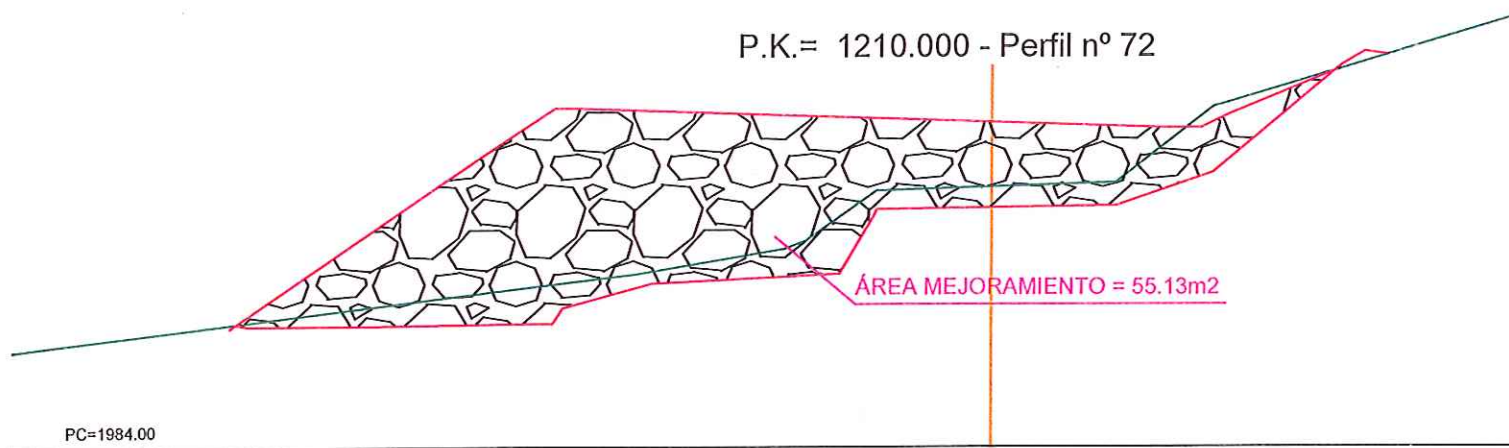 P.K.= 1210.000 - Perfil nº 72
ÁREA MEJORAMIENTO = 55.13m2
PC=1984.00